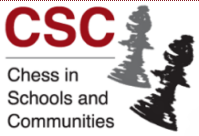 CSC
Chess in
Schools and
Communities